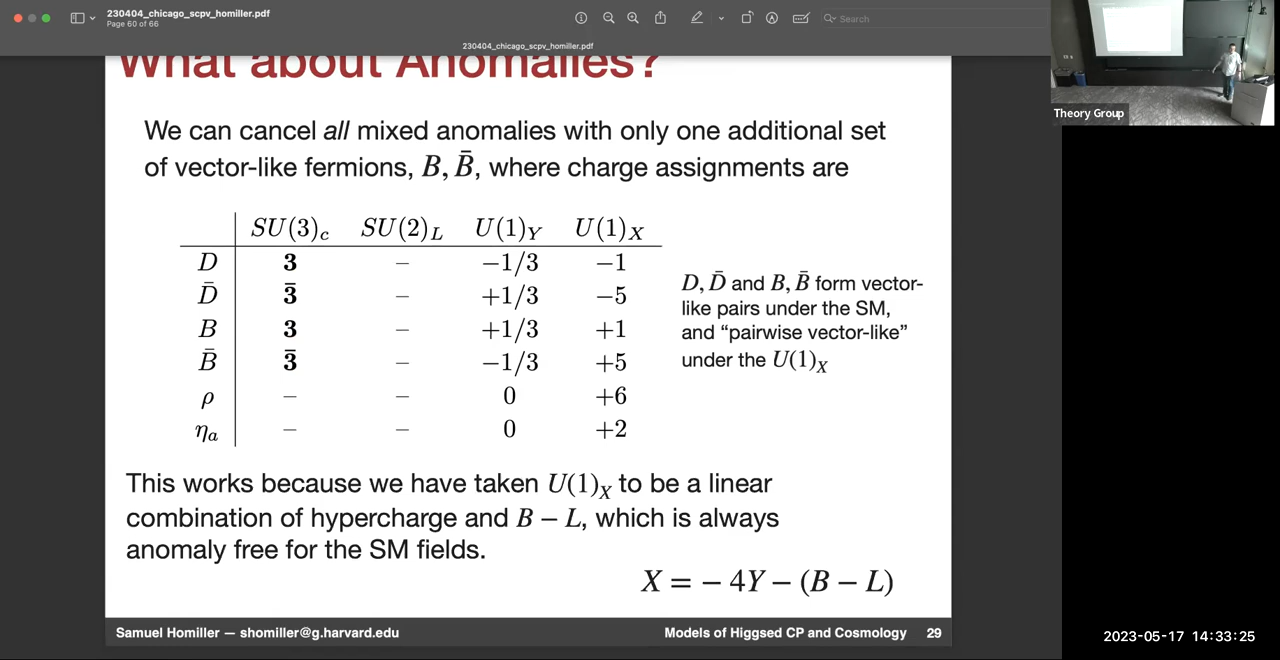 230404_chicago_scpv_homiller.pdf
Page 60 of 66
Search
230404_chicago_scpv_homiller.pdf
What about Anomalies?
We can cancel all mixed anomalies with only one additional set
of vector-like fermions, B, B̄, where charge assignments are
SU(3)c SU(2)L U(1)Y U(1)X
D 3 – −1/3 −1
D̄ 3̄ – +1/3 −5
B 3 – +1/3 +1
B̄ 3̄ – −1/3 +5
ρ – – 0 +6
ηa – – 0 +2
D, D̄ and B, B̄ form vector-
like pairs under the SM,
and “pairwise vector-like”
under the U(1)X
This works because we have taken U(1)X to be a linear
combination of hypercharge and B − L, which is always
anomaly free for the SM fields.
X = − 4Y − (B − L)
Samuel Homiller — shomiller@g.harvard.edu
Models of Higgsed CP and Cosmology 29
Theory Group
2023-05-17 14:33:25